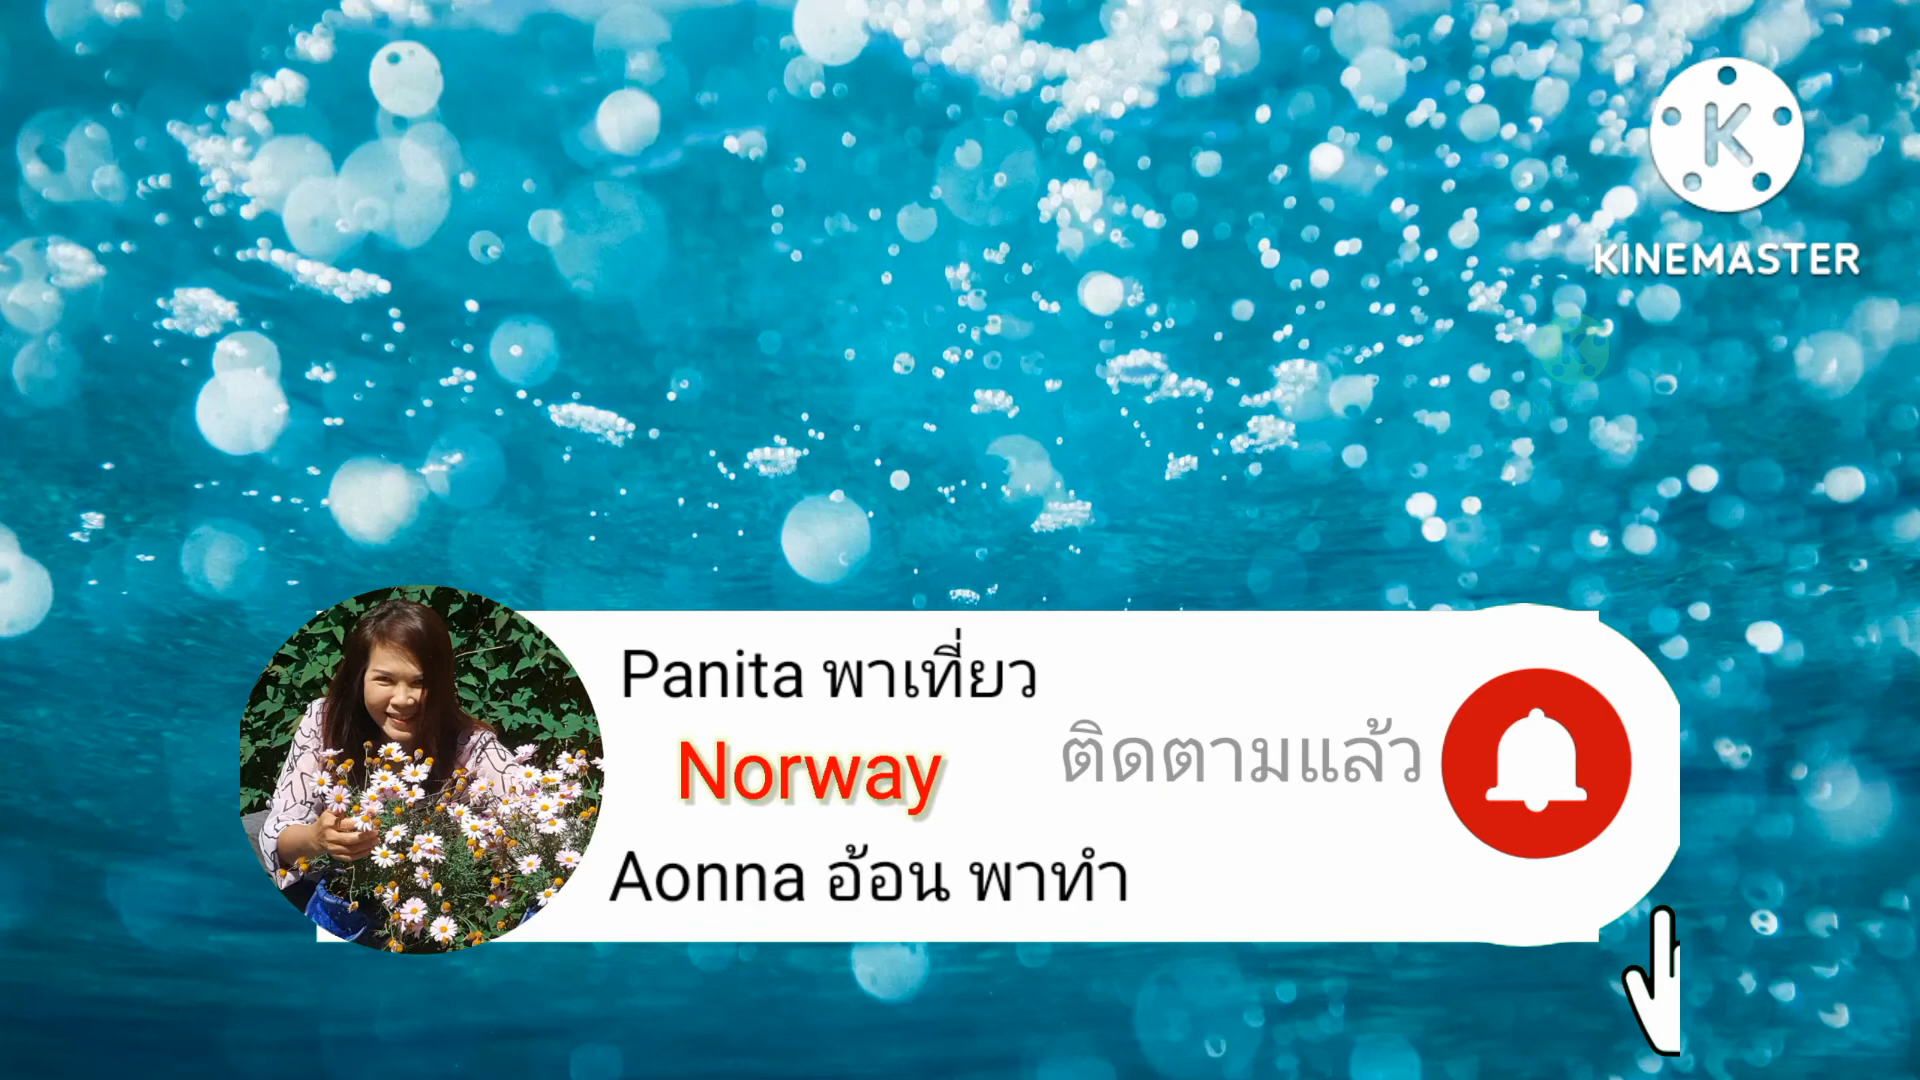 K
KINEMASTER
Panita พาเที่ยว
Norway
ติดตามแล้ว
Aonna อ้อน พาทำ